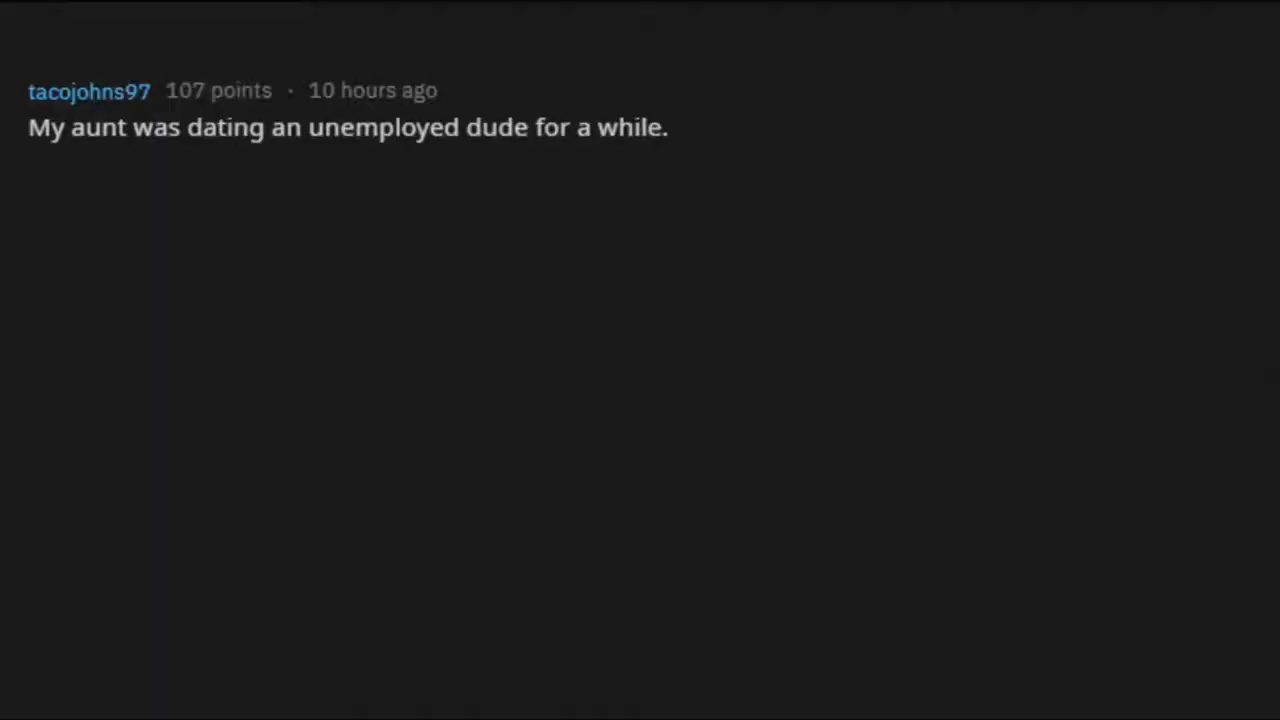 tacojohns97 107 points · 10 hours ago
My aunt was dating an unemployed dude for a while.